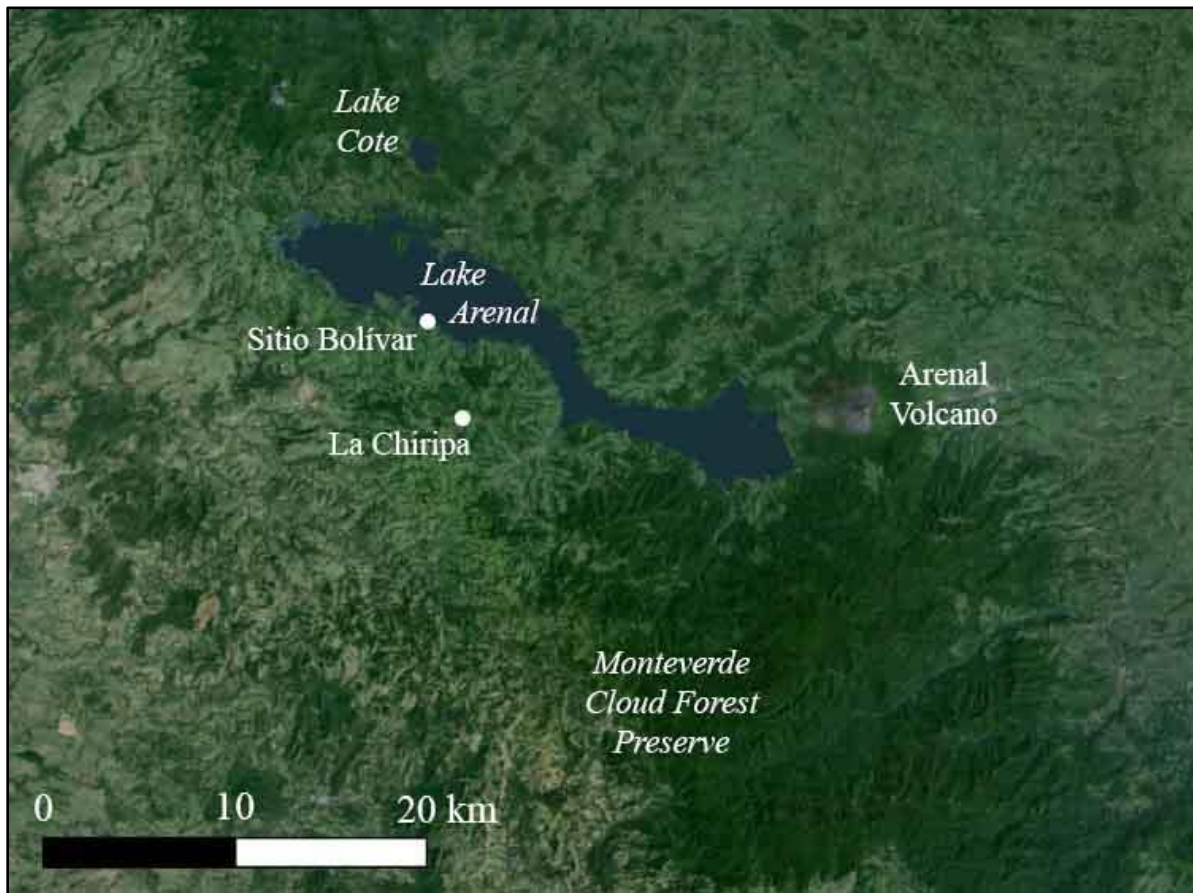 Lake
Cote
Lake
Arenal
Sitio Bolívar
Arenal
Volcano
La Chiripa
Monteverde
Cloud Forest
Preserve
0 10 20 km